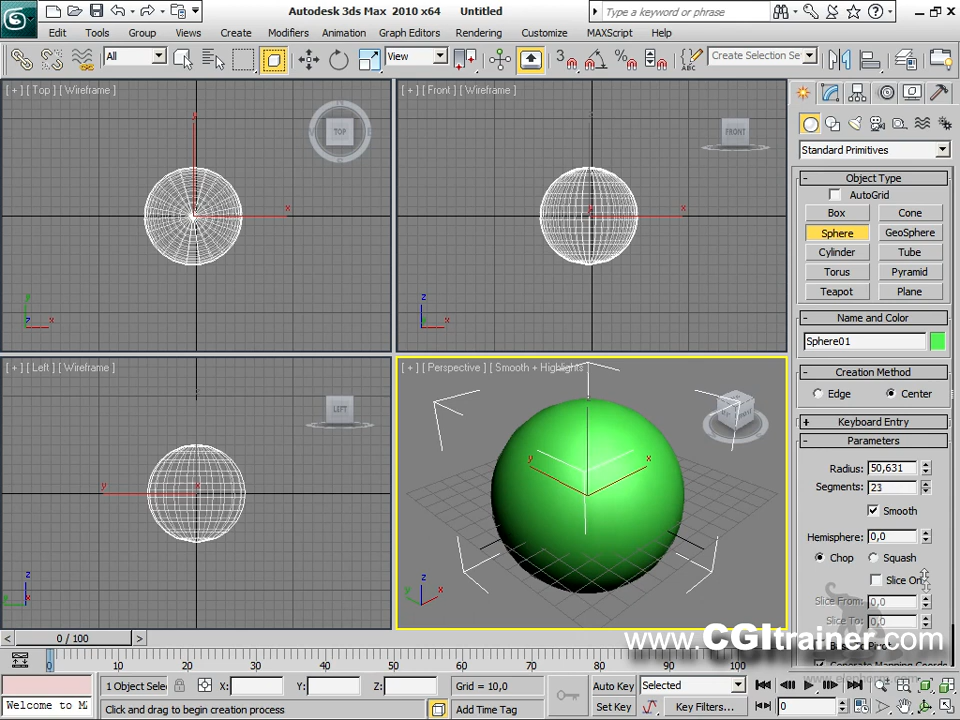 Autodesk 3ds Max 2010 x64 Untitled
Type a keyword or phrase
Edit Tools Group Views Create Modifiers Animation Graph Editors Rendering Customize MAXScript Help
All View 3 ABC Create Selection Se
[ + ] [ Top ] [ Wireframe ]
TOP
y
x
y
z x
[ + ] [ Front ] [ Wireframe ]
FRONT
x
z
x
[ + ] [ Left ] [ Wireframe ]
LEFT
y x
z
y
[ + ] [ Perspective ] [ Smooth + Highlights ]
y x
z
y x
Standard Primitives
- Object Type
AutoGrid
Box Cone
Sphere GeoSphere
Cylinder Tube
Torus Pyramid
Teapot Plane
- Name and Color
Sphere01
- Creation Method
Edge Center
+ Keyboard Entry
- Parameters
Radius: 50,631
Segments: 23
Smooth
Hemisphere: 0,0
Chop Squash
Slice On
Slice From: 0,0
Slice To: 0,0
www.CGItrainer.com
Generate Mapping Coords
< 0 / 100 >
0 10 20 30 40 50 60 70 80 90 100
1 Object Selec X: Y: Z: Grid = 10,0 Auto Key Selected
Welcome to M Click and drag to begin creation process Add Time Tag Set Key Key Filters... 0